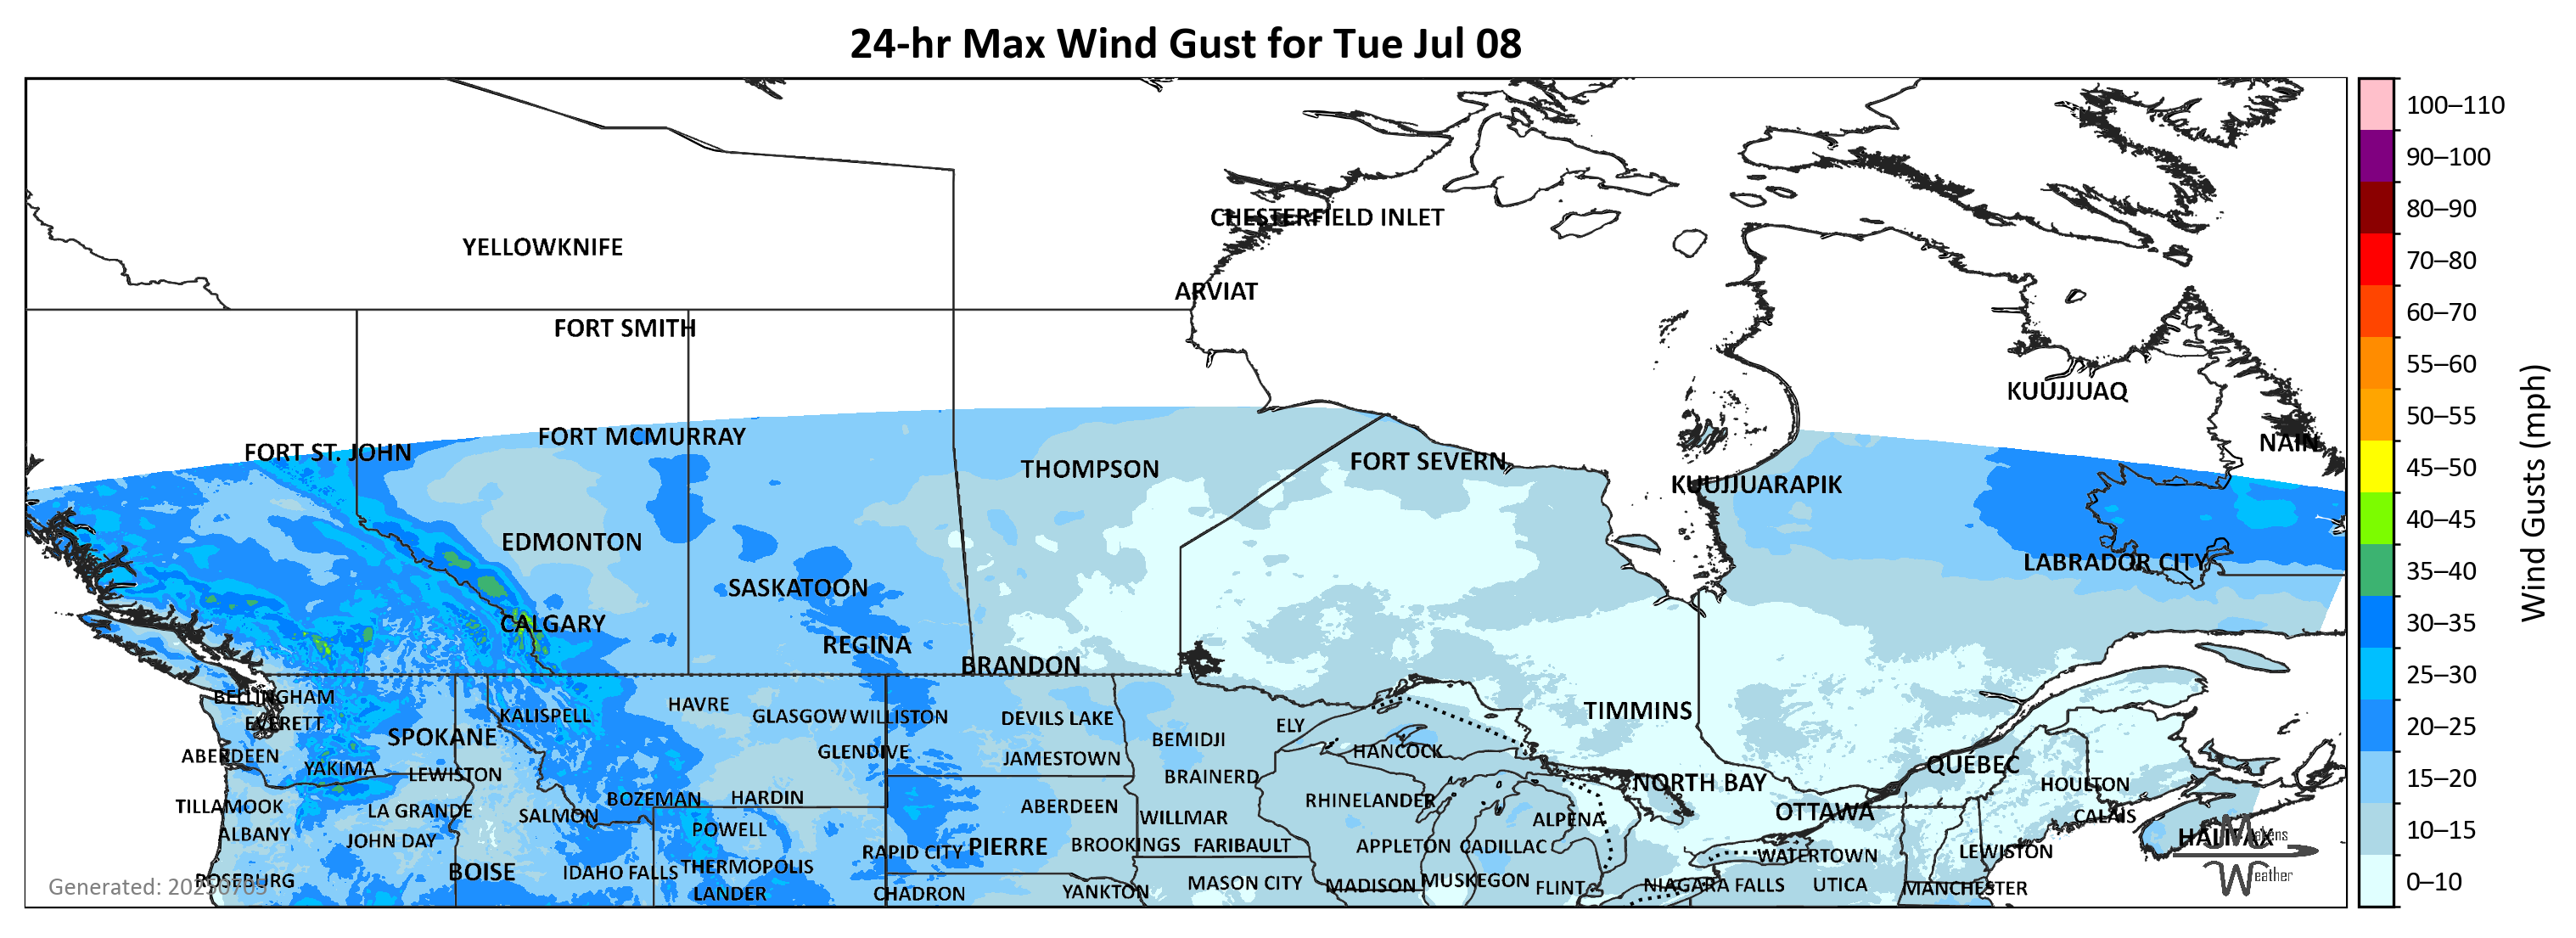 24-hr Max Wind Gust for Tue Jul 08
100–110
90–100
80–90
CHESTERFIELD INLET
YELLOWKNIFE
70–80
ARVIAT
60–70
FORT SMITH
55–60
KUUJJUAQ
50–55
FORT MCMURRAY
NAIN
FORT ST. JOHN
FORT SEVERN
THOMPSON
45–50
KUUJJUARAPIK
Wind Gusts (mph)
40–45
EDMONTON
LABRADOR CITY
35–40
SASKATOON
CALGARY
30–35
REGINA
BRANDON
25–30
BELLINGHAM
HAVRE
TIMMINS
KALISPELL
GLASGOW
WILLISTON
DEVILS LAKE
EVERETT
ELY
20–25
SPOKANE
BEMIDJI
ABERDEEN
GLENDIVE
JAMESTOWN
HANCOCK
QUÉBEC
YAKIMA
LEWISTON
BRAINERD
NORTH BAY
HOULTON
15–20
TILLAMOOK
LA GRANDE
SALMON
BOZEMAN
HARDIN
ABERDEEN
WILLMAR
RHINELANDER
OTTAWA
CALAIS
ALBANY
JOHN DAY
POWELL
ALPENA
10–15
HALIFAX
Makens
Weather
RAPID CITY
PIERRE
BROOKINGS
FARIBAULT
APPLETON
CADILLAC
WATERTOWN
LEWISTON
BOISE
IDAHO FALLS
THERMOPOLIS
ROSEBURG
LANDER
CHADRON
YANKTON
MASON CITY
MADISON
MUSKEGON
FLINT
NIAGARA FALLS
UTICA
MANCHESTER
0–10
Generated: 20250705